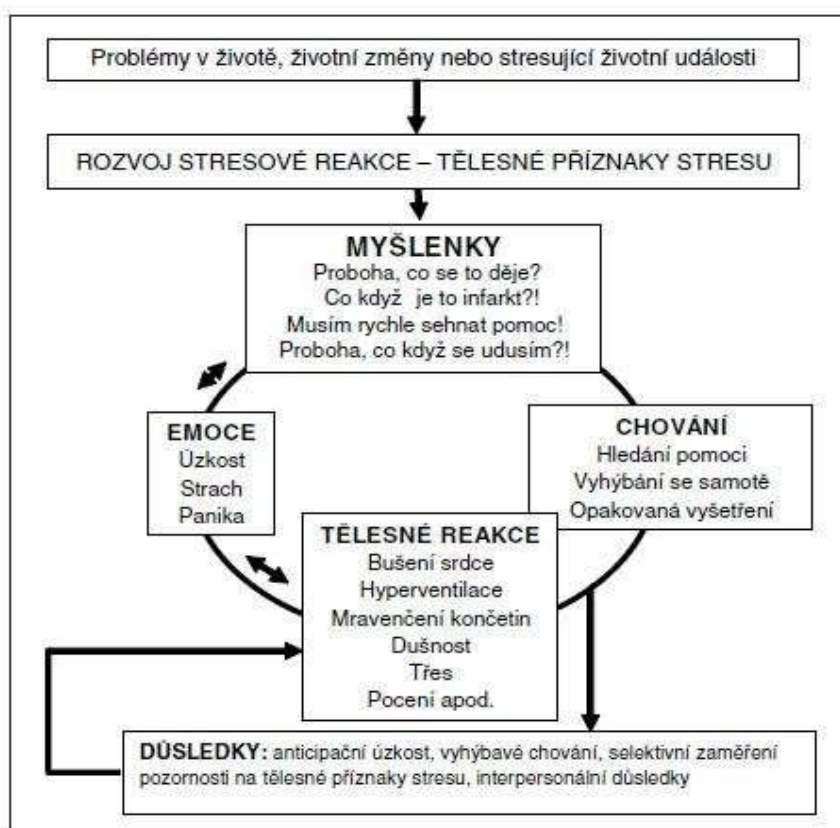 Problémy v životě, životní změny nebo stresující životní události
ROZVOJ STRESOVÉ REAKCE – TĚLESNÉ PŘÍZNAKY STRESU
MYŠLENKY
Proboha, co se to děje?
Co když je to infarkt?!
Musím rychle sehnat pomoc!
Proboha, co když se udusím?!
EMOCE
Úzkost
Strach
Panika
CHOVÁNÍ
Hledání pomoci
Vyhýbání se samotě
Opakovaná vyšetření
TĚLESNÉ REAKCE
Bušení srdce
Hyperventilace
Mravenčení končetin
Dušnost
Třes
Pocení apod.
DŮSLEDKY: anticipační úzkost, vyhýbavé chování, selektivní zaměření
pozornosti na tělesné příznaky stresu, interpersonální důsledky